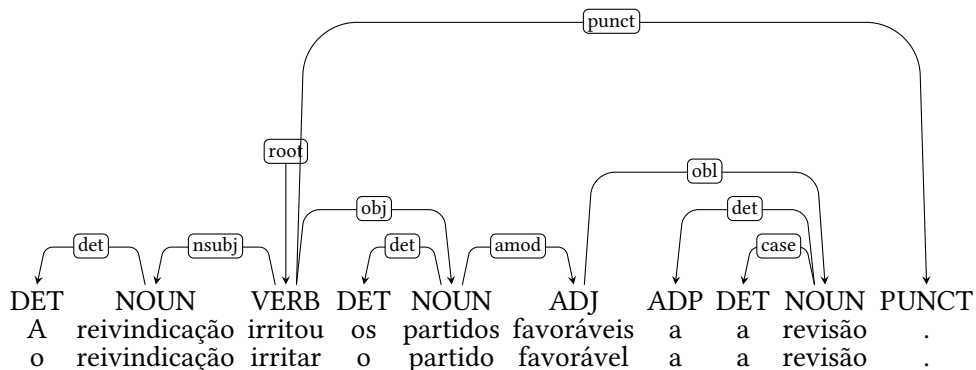 punct
root
obl
obj det
det nsubj det amod case
DET NOUN VERB DET NOUN ADJ ADP DET NOUN PUNCT
A reivindicação irritou os partidos favoráveis a a revisão .
o reivindicação irritar o partido favorável a a revisão .